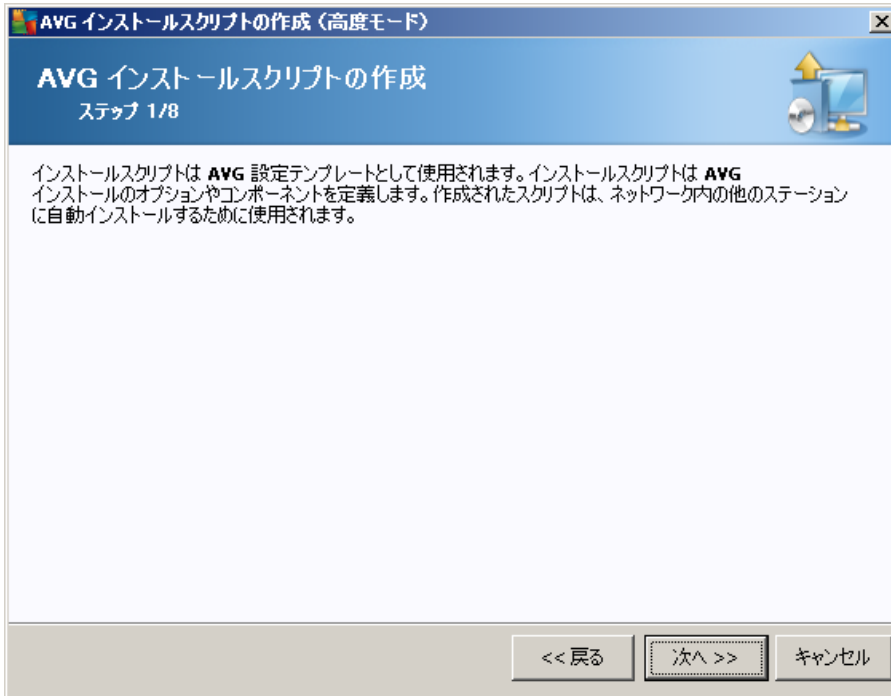 AVG インストールスクリプトの作成（高度モード）
AVG インストールスクリプトの作成
ステップ 1/8
インストールスクリプトは AVG 設定テンプレートとして使用されます。インストールスクリプトは AVG
インストールのオプションやコンポーネントを定義します。作成されたスクリプトは、ネットワーク内の他のステーション
に自動インストールするために使用されます。
<< 戻る
次へ >>
キャンセル